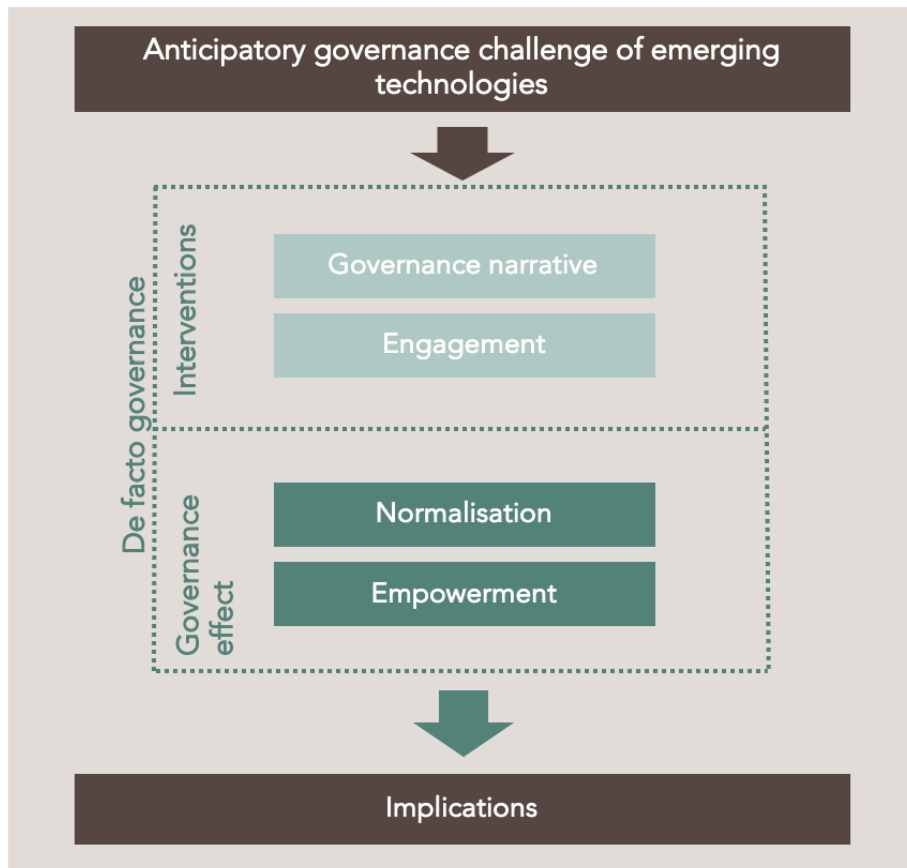 Anticipatory governance challenge of emerging
technologies
De facto governance
Interventions
Governance narrative
Engagement
Governance
effect
Normalisation
Empowerment
Implications